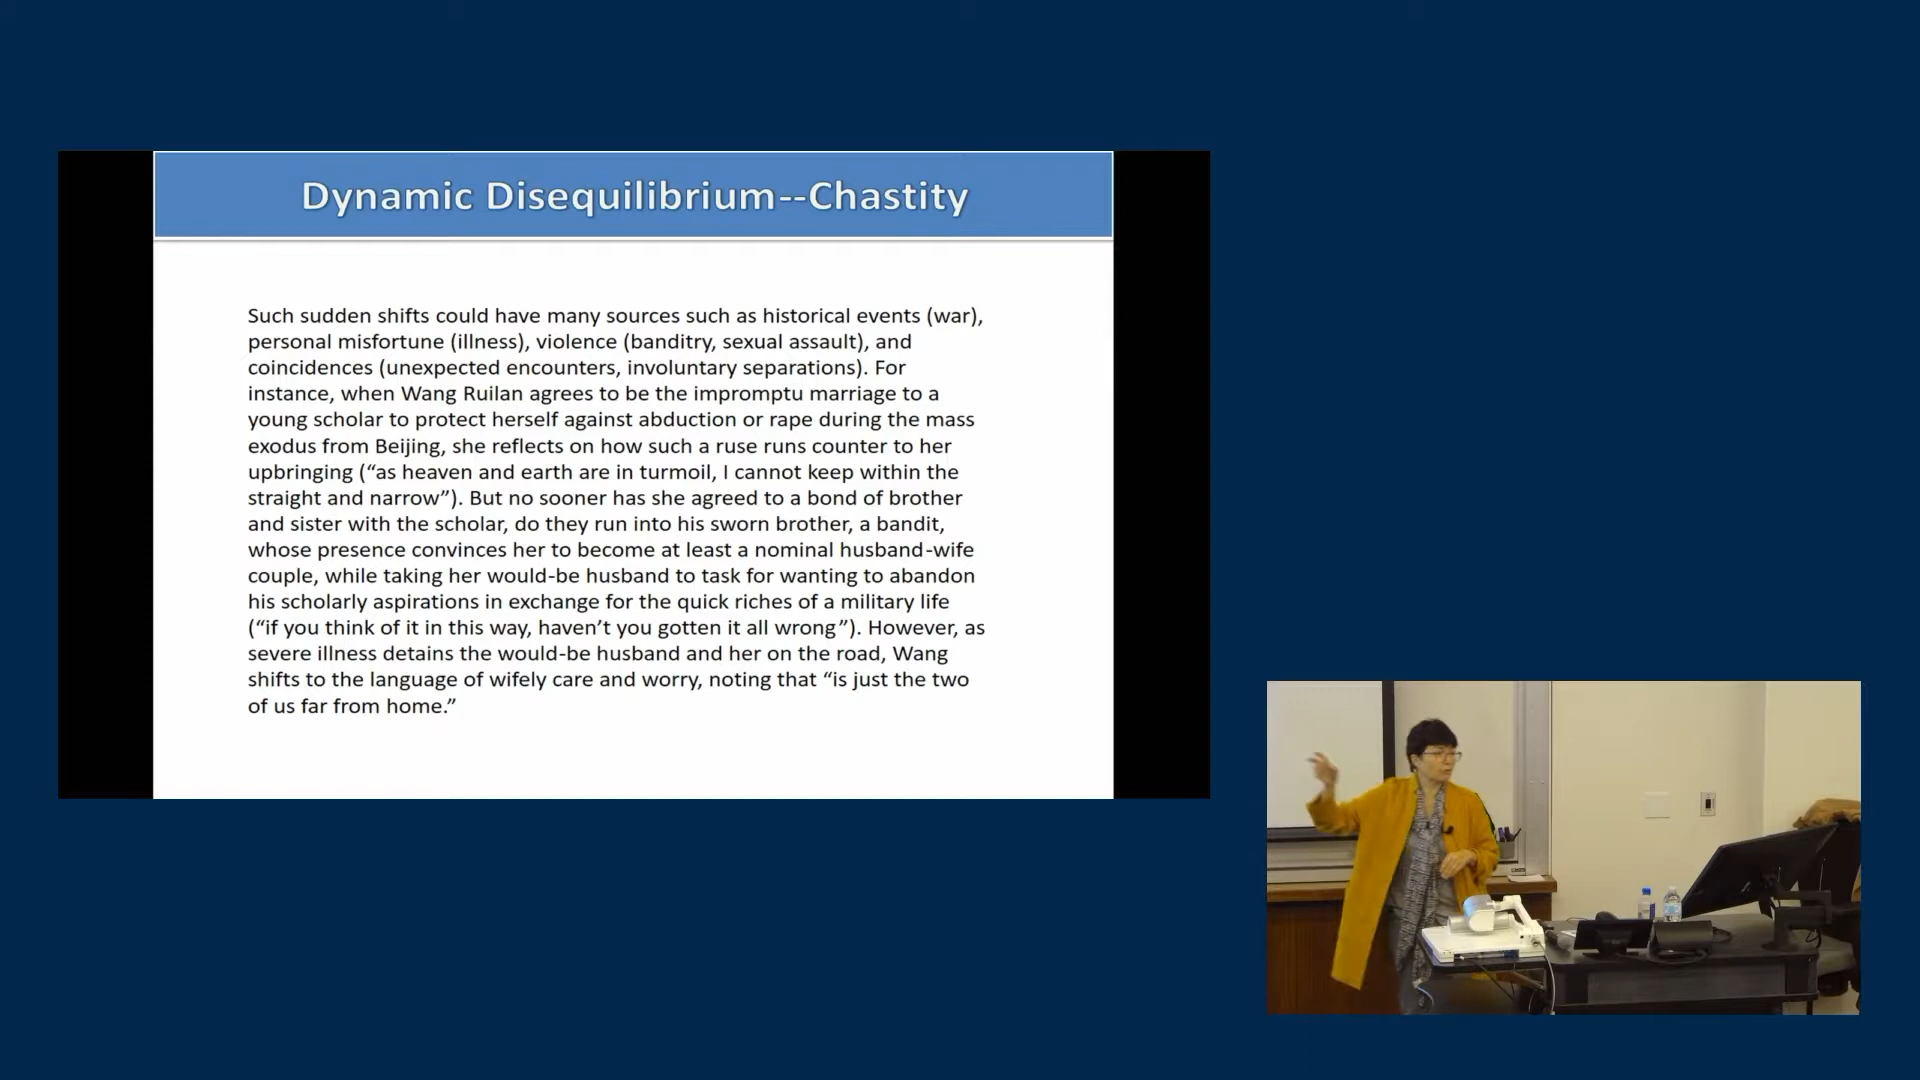 Dynamic Disequilibrium--Chastity
Such sudden shifts could have many sources such as historical events (war),
personal misfortune (illness), violence (banditry, sexual assault), and
coincidences (unexpected encounters, involuntary separations). For
instance, when Wang Ruilan agrees to be the impromptu marriage to a
young scholar to protect herself against abduction or rape during the mass
exodus from Beijing, she reflects on how such a ruse runs counter to her
upbringing (“as heaven and earth are in turmoil, I cannot keep within the
straight and narrow”). But no sooner has she agreed to a bond of brother
and sister with the scholar, do they run into his sworn brother, a bandit,
whose presence convinces her to become at least a nominal husband-wife
couple, while taking her would-be husband to task for wanting to abandon
his scholarly aspirations in exchange for the quick riches of a military life
(“if you think of it in this way, haven’t you gotten it all wrong”). However, as
severe illness detains the would-be husband and her on the road, Wang
shifts to the language of wifely care and worry, noting that “is just the two
of us far from home.”